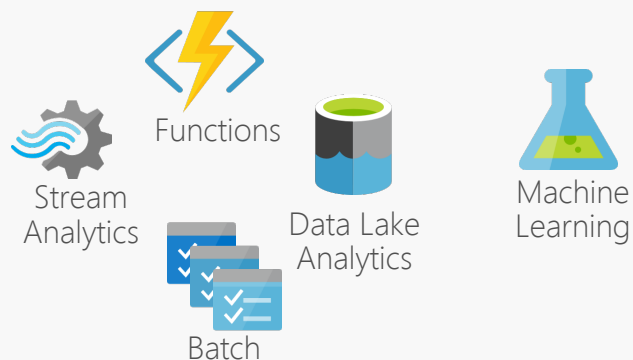 Functions
Stream
Analytics
Data Lake
Analytics
Machine
Learning
Batch